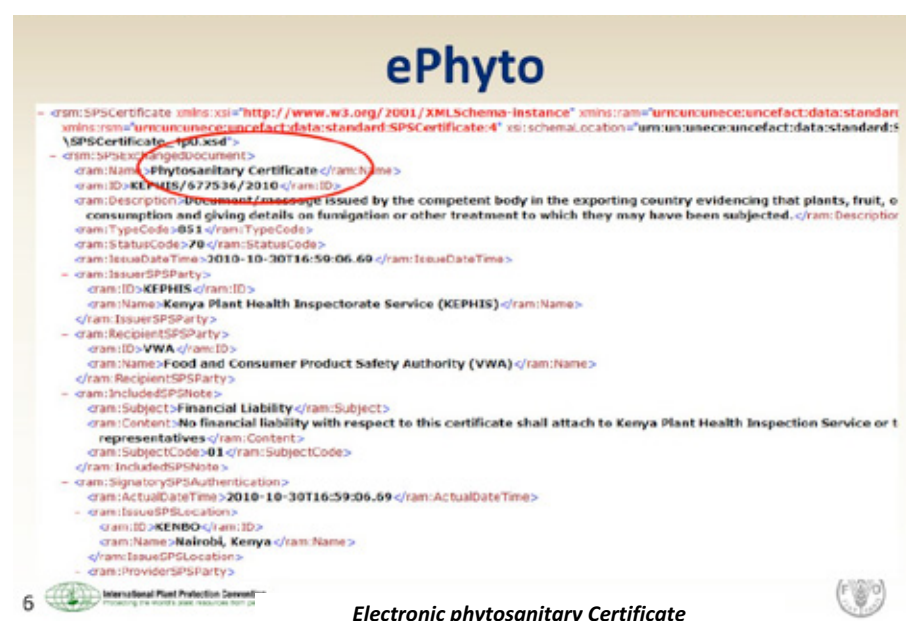 ePhyto
- <rsm:SPSCertificate xmlns:xsi="http://www.w3.org/2001/XMLSchema-instance" xmlns:ram="urn:un:unece:uncefact:data:standard
xmlns:rsm="urn:un:unece:uncefact:data:standard:SPSCertificate:4" xsi:schemaLocation="urn:un:unece:uncefact:data:standard:S
\SPSCertificate_1p0.xsd">
- <rsm:SPSExchangedDocument>
<ram:Name>Phytosanitary Certificate</ram:Name>
<ram:ID>KEPHIS/677536/2010</ram:ID>
<ram:Description>Document/message issued by the competent body in the exporting country evidencing that plants, fruit, o
consumption and giving details on fumigation or other treatment to which they may have been subjected.</ram:Description
<ram:TypeCode>851</ram:TypeCode>
<ram:StatusCode>70</ram:StatusCode>
<ram:IssueDateTime>2010-10-30T16:59:06.69</ram:IssueDateTime>
- <ram:IssuerSPSParty>
<ram:ID>KEPHIS</ram:ID>
<ram:Name>Kenya Plant Health Inspectorate Service (KEPHIS)</ram:Name>
</ram:IssuerSPSParty>
- <ram:RecipientSPSParty>
<ram:ID>VWA</ram:ID>
<ram:Name>Food and Consumer Product Safety Authority (VWA)</ram:Name>
</ram:RecipientSPSParty>
- <ram:IncludedSPSNote>
<ram:Subject>Financial Liability</ram:Subject>
<ram:Content>No financial liability with respect to this certificate shall attach to Kenya Plant Health Inspection Service or t
representatives</ram:Content>
<ram:SubjectCode>01</ram:SubjectCode>
</ram:IncludedSPSNote>
- <ram:SignatorySPSAuthentication>
<ram:ActualDateTime>2010-10-30T16:59:06.69</ram:ActualDateTime>
- <ram:IssueSPSLocation>
<ram:ID>KENBO</ram:ID>
<ram:Name>Nairobi, Kenya</ram:Name>
</ram:IssueSPSLocation>
- <ram:ProviderSPSParty>
6
International Plant Protection Convent
Protecting the world's plant resources from pe
Electronic phytosanitary Certificate